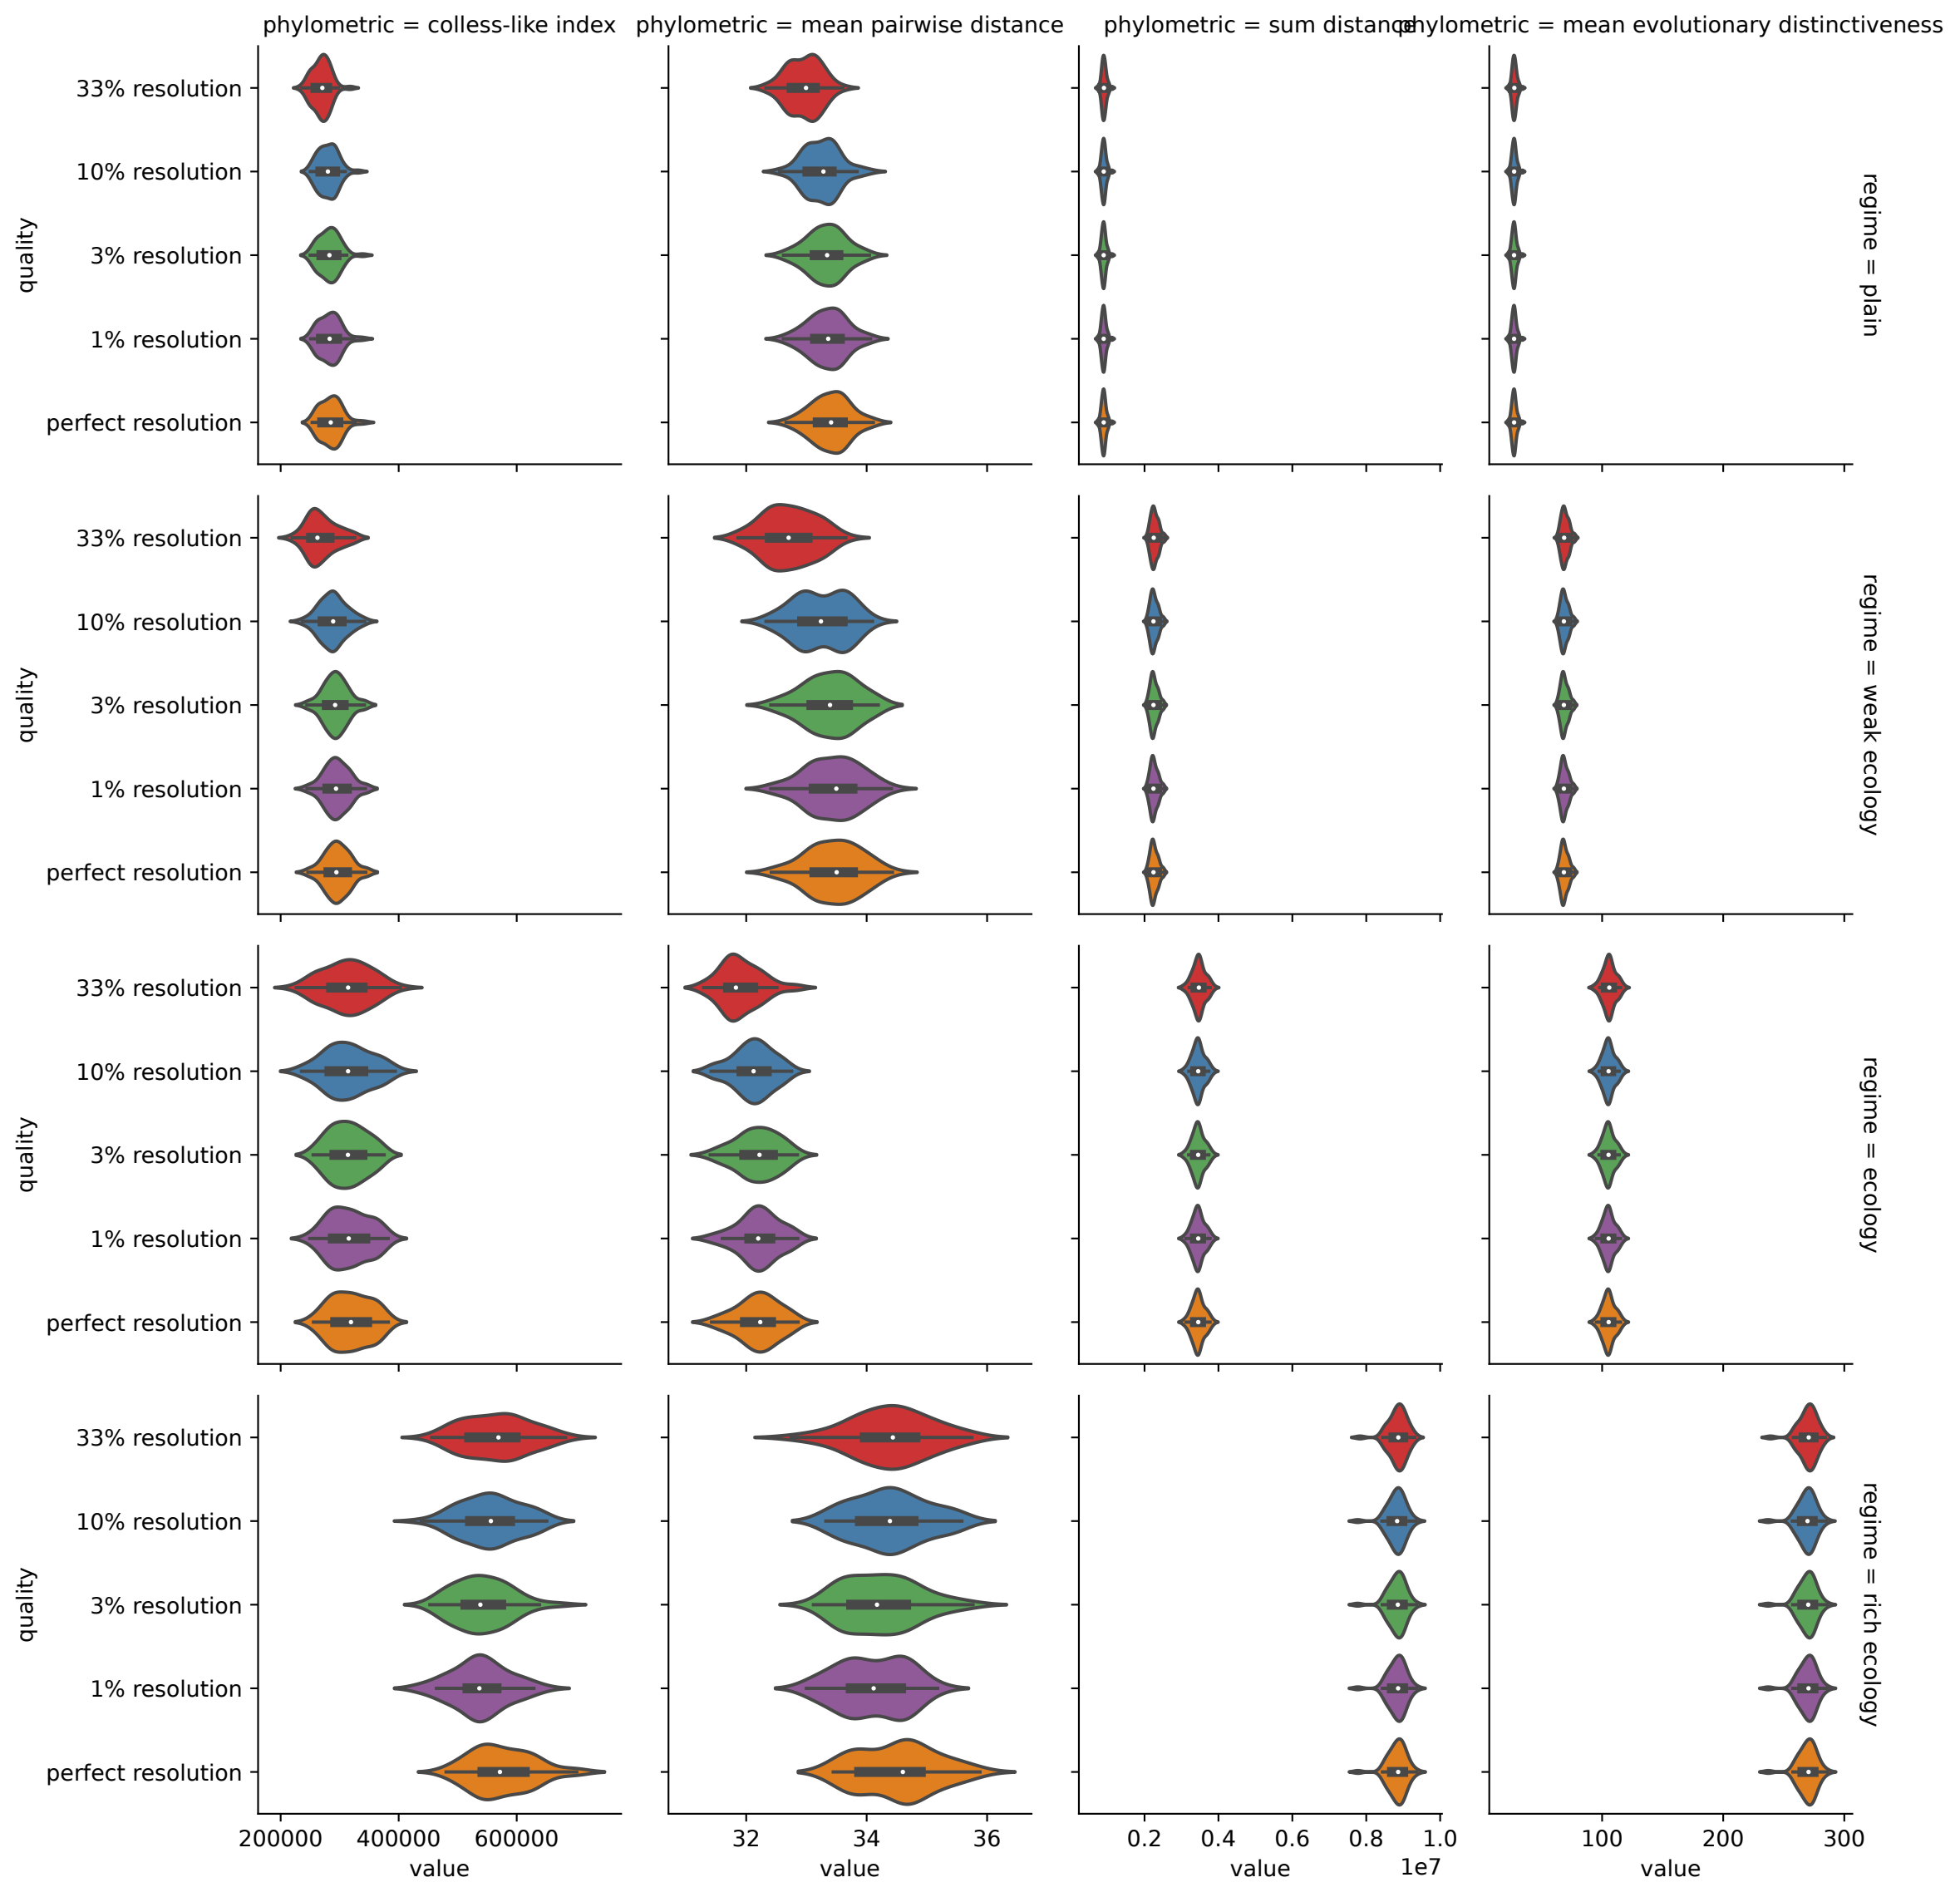 phylometric = colless-like index
phylometric = mean pairwise distance
phylometric = sum distance
phylometric = mean evolutionary distinctiveness
quality
33% resolution
10% resolution
3% resolution
1% resolution
perfect resolution
regime = plain
quality
33% resolution
10% resolution
3% resolution
1% resolution
perfect resolution
regime = weak ecology
quality
33% resolution
10% resolution
3% resolution
1% resolution
perfect resolution
regime = ecology
quality
33% resolution
10% resolution
3% resolution
1% resolution
perfect resolution
regime = rich ecology
200000 400000 600000
value
32 34 36
value
0.2 0.4 0.6 0.8 1.0
1e7
value
100 200 300
value